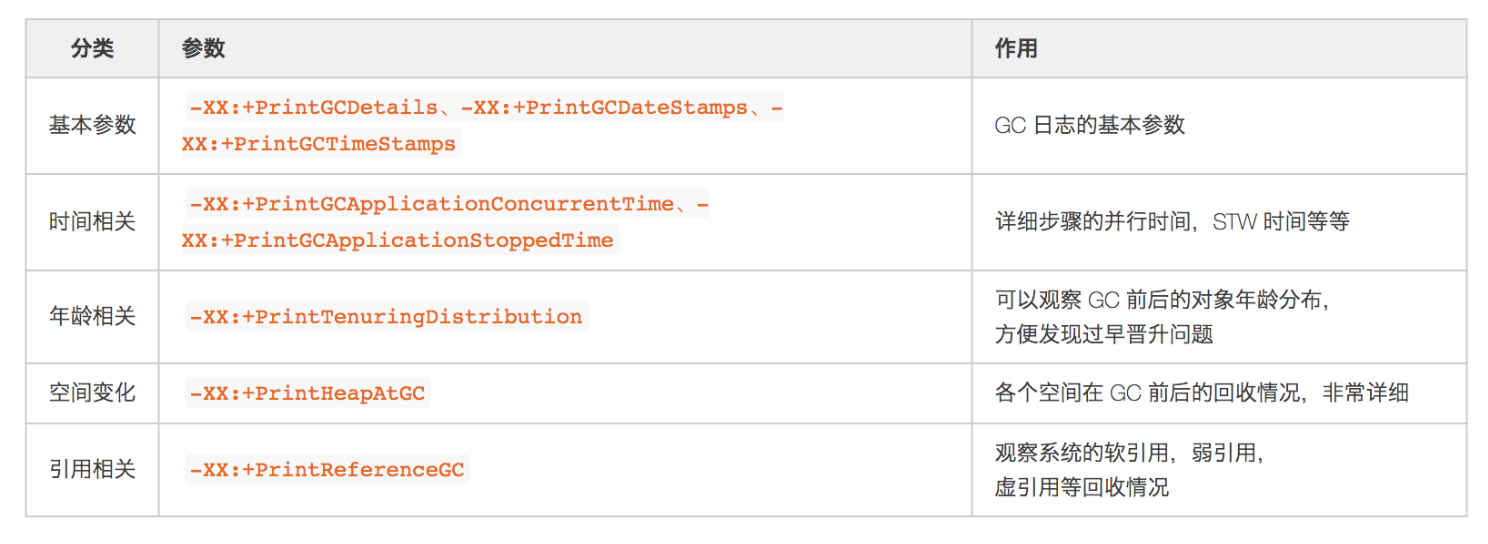 分类 参数 作用
基本参数 -XX:+PrintGCDetails、-XX:+PrintGCDateStamps、-
XX:+PrintGCTimeStamps GC 日志的基本参数
时间相关 -XX:+PrintGCApplicationConcurrentTime、-
XX:+PrintGCApplicationStoppedTime 详细步骤的并行时间，STW 时间等等
年龄相关 -XX:+PrintTenuringDistribution 可以观察 GC 前后的对象年龄分布，
方便发现过早晋升问题
空间变化 -XX:+PrintHeapAtGC 各个空间在 GC 前后的回收情况，非常详细
引用相关 -XX:+PrintReferenceGC 观察系统的软引用，弱引用，
虚引用等回收情况